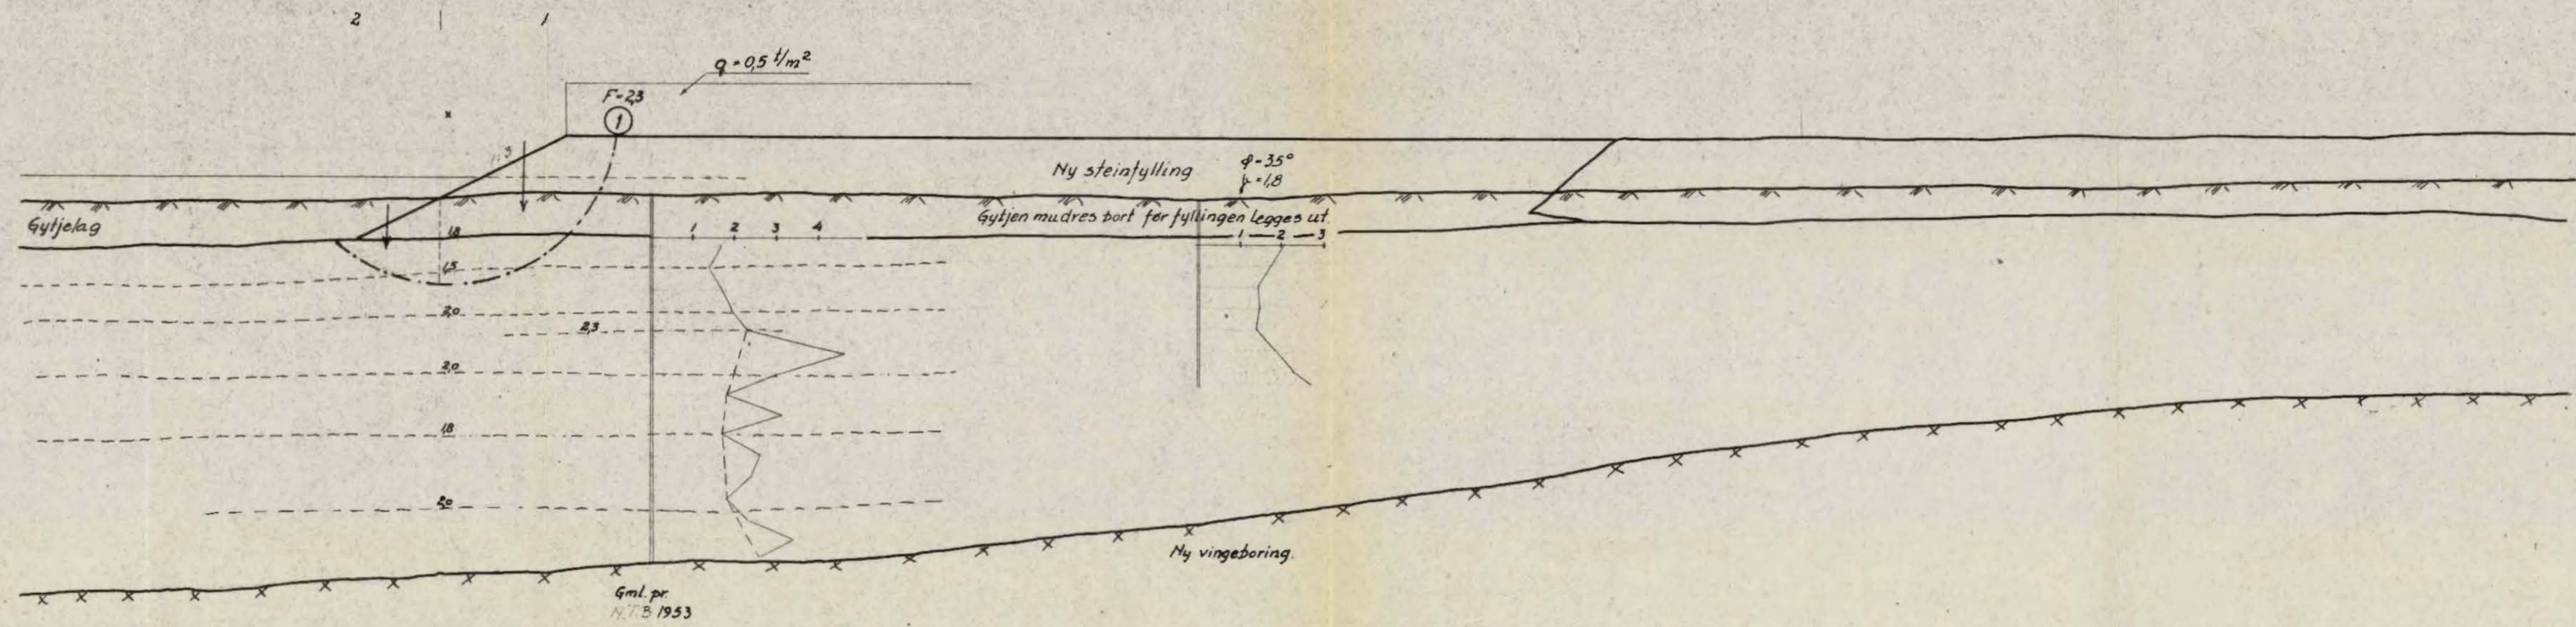 2 | 1
q = 0,5 t/m²
F=2,3
1
Ny steinfylling
φ=35°
γ=1,8
Gytjelag
Gytjen mudres bort før fyllingen legges ut.
1 2 3 4
1 2 3
1,8
1,5
2,0
2,3
2,0
1,8
2,0
Ny vingeboring.
Gml. pr.
N.T.B 1953